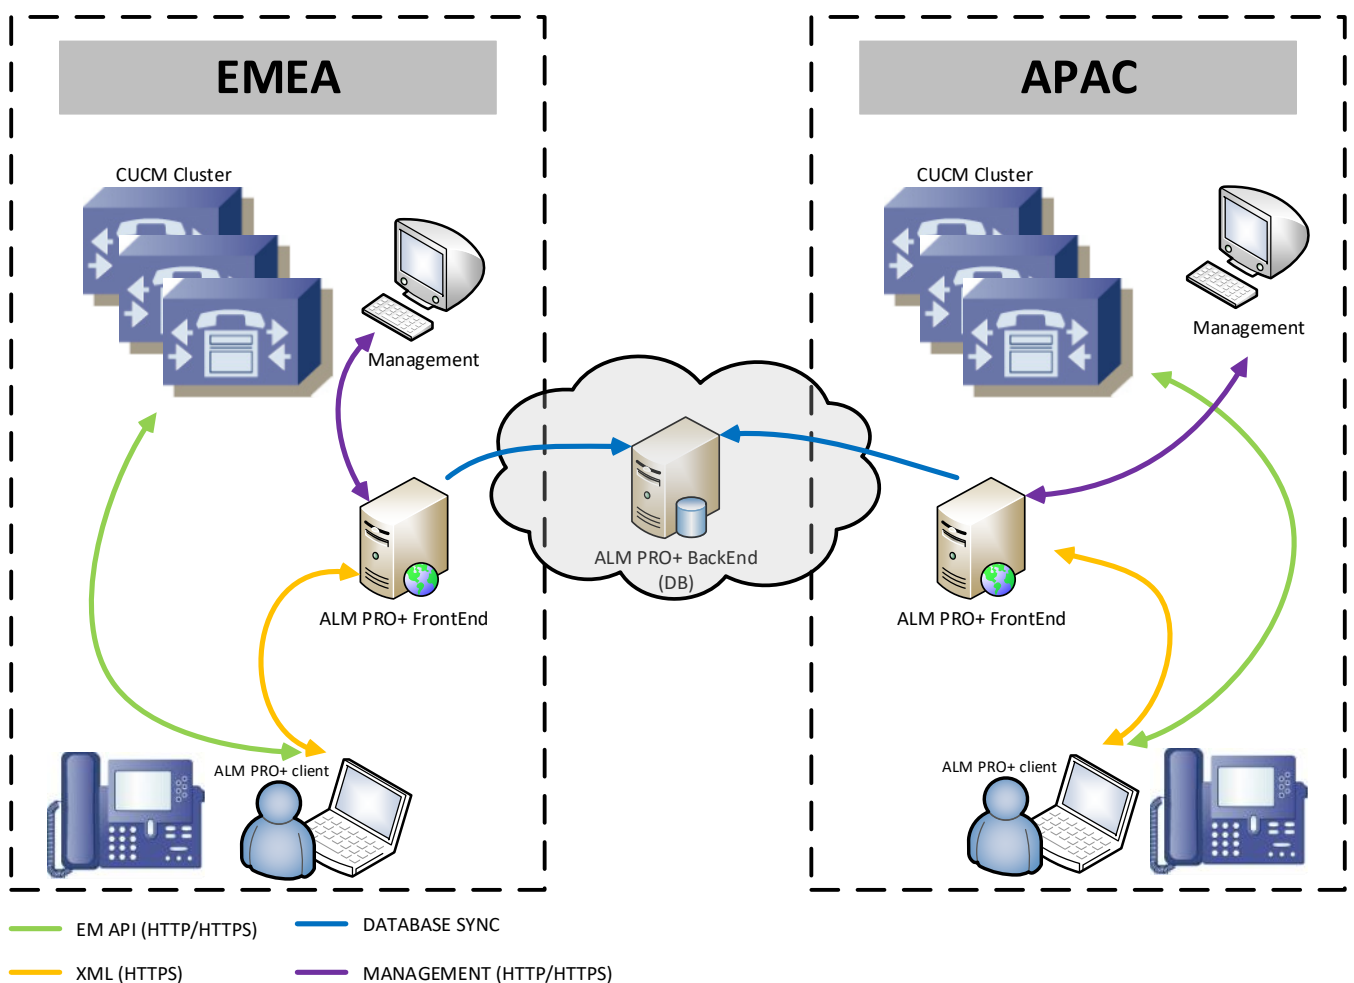 EMEA
APAC
CUCM Cluster
CUCM Cluster
Management
Management
ALM PRO+ BackEnd
(DB)
ALM PRO+ FrontEnd
ALM PRO+ FrontEnd
ALM PRO+ client
ALM PRO+ client
EM API (HTTP/HTTPS)
DATABASE SYNC
XML (HTTPS)
MANAGEMENT (HTTP/HTTPS)